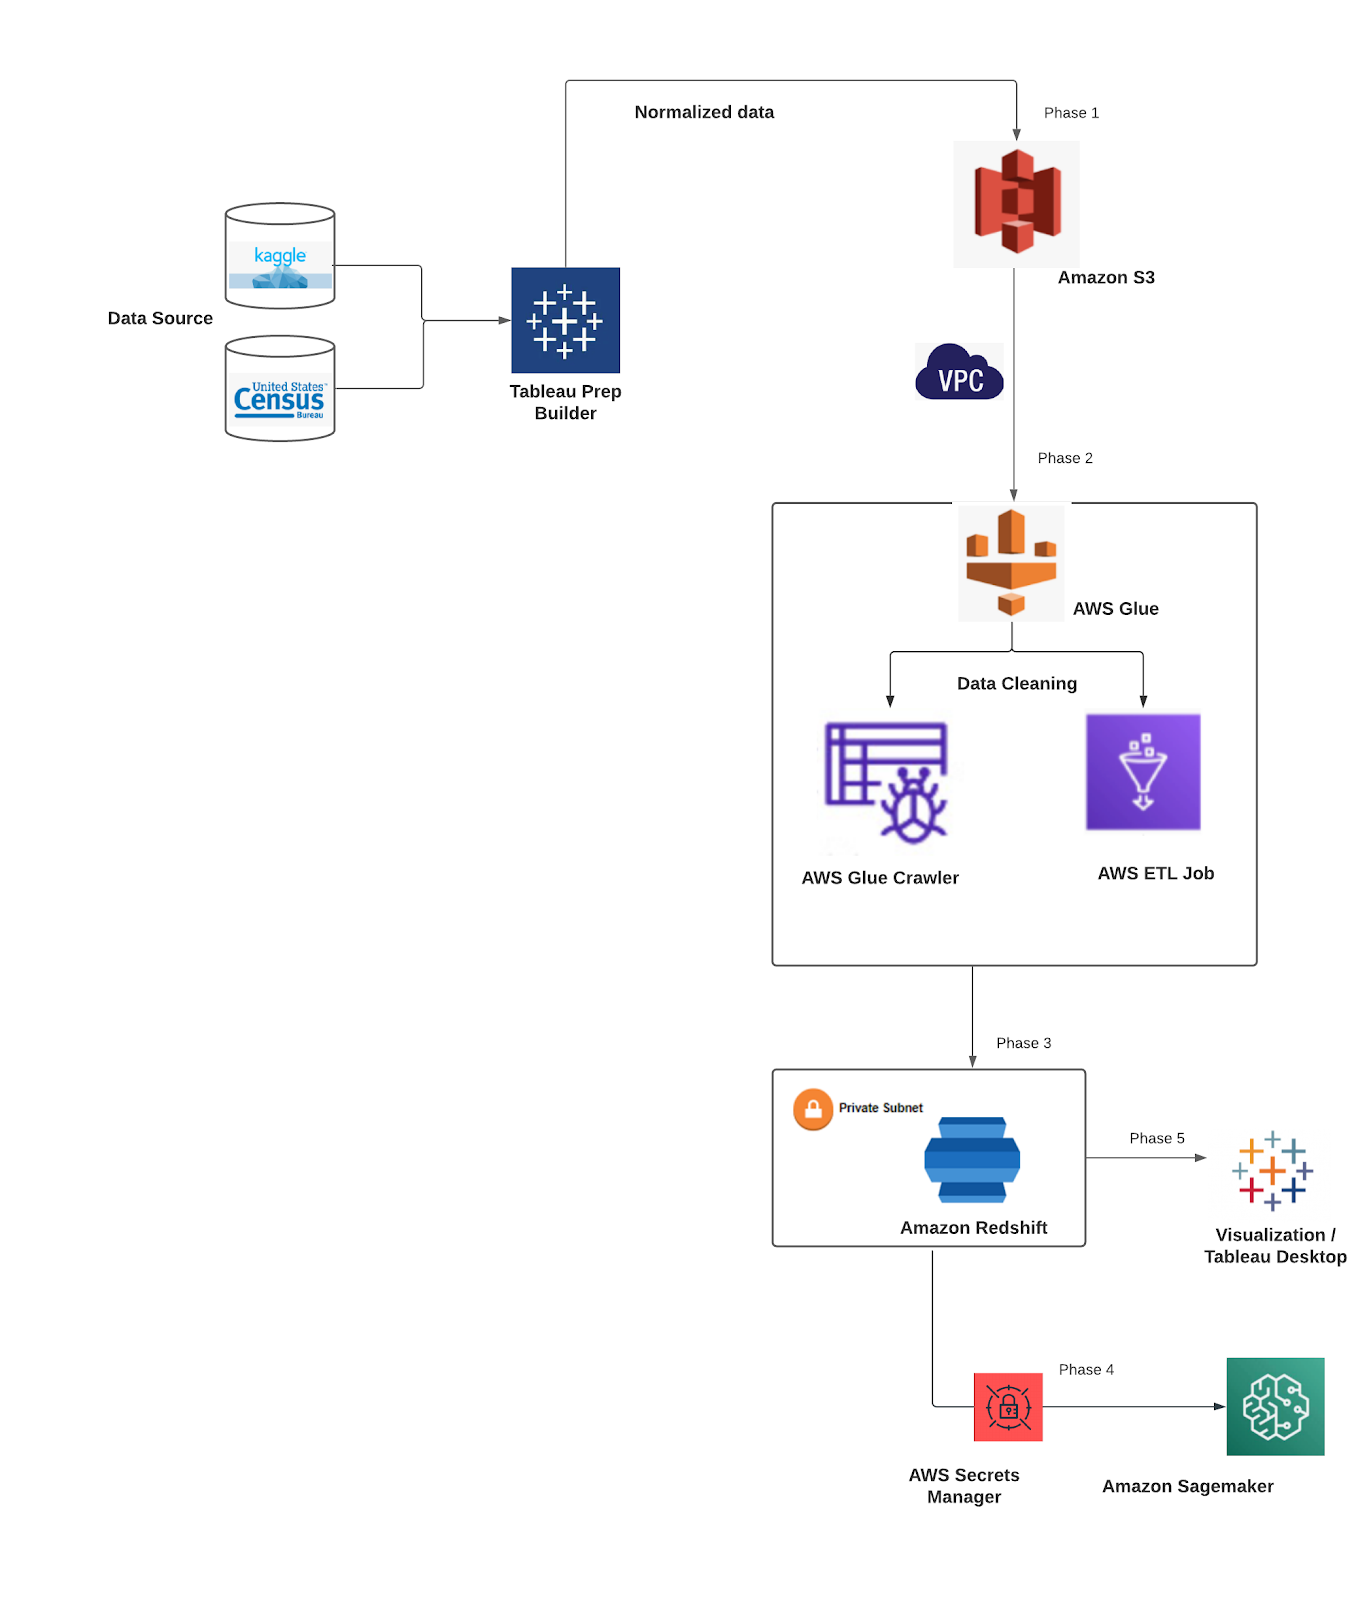 Normalized data
Phase 1
kaggle
Data Source
United States™
Census
Bureau
Tableau Prep
Builder
Amazon S3
VPC
Phase 2
AWS Glue
Data Cleaning
AWS Glue Crawler
AWS ETL Job
Phase 3
Private Subnet
Amazon Redshift
Phase 5
Visualization /
Tableau Desktop
Phase 4
AWS Secrets
Manager
Amazon Sagemaker